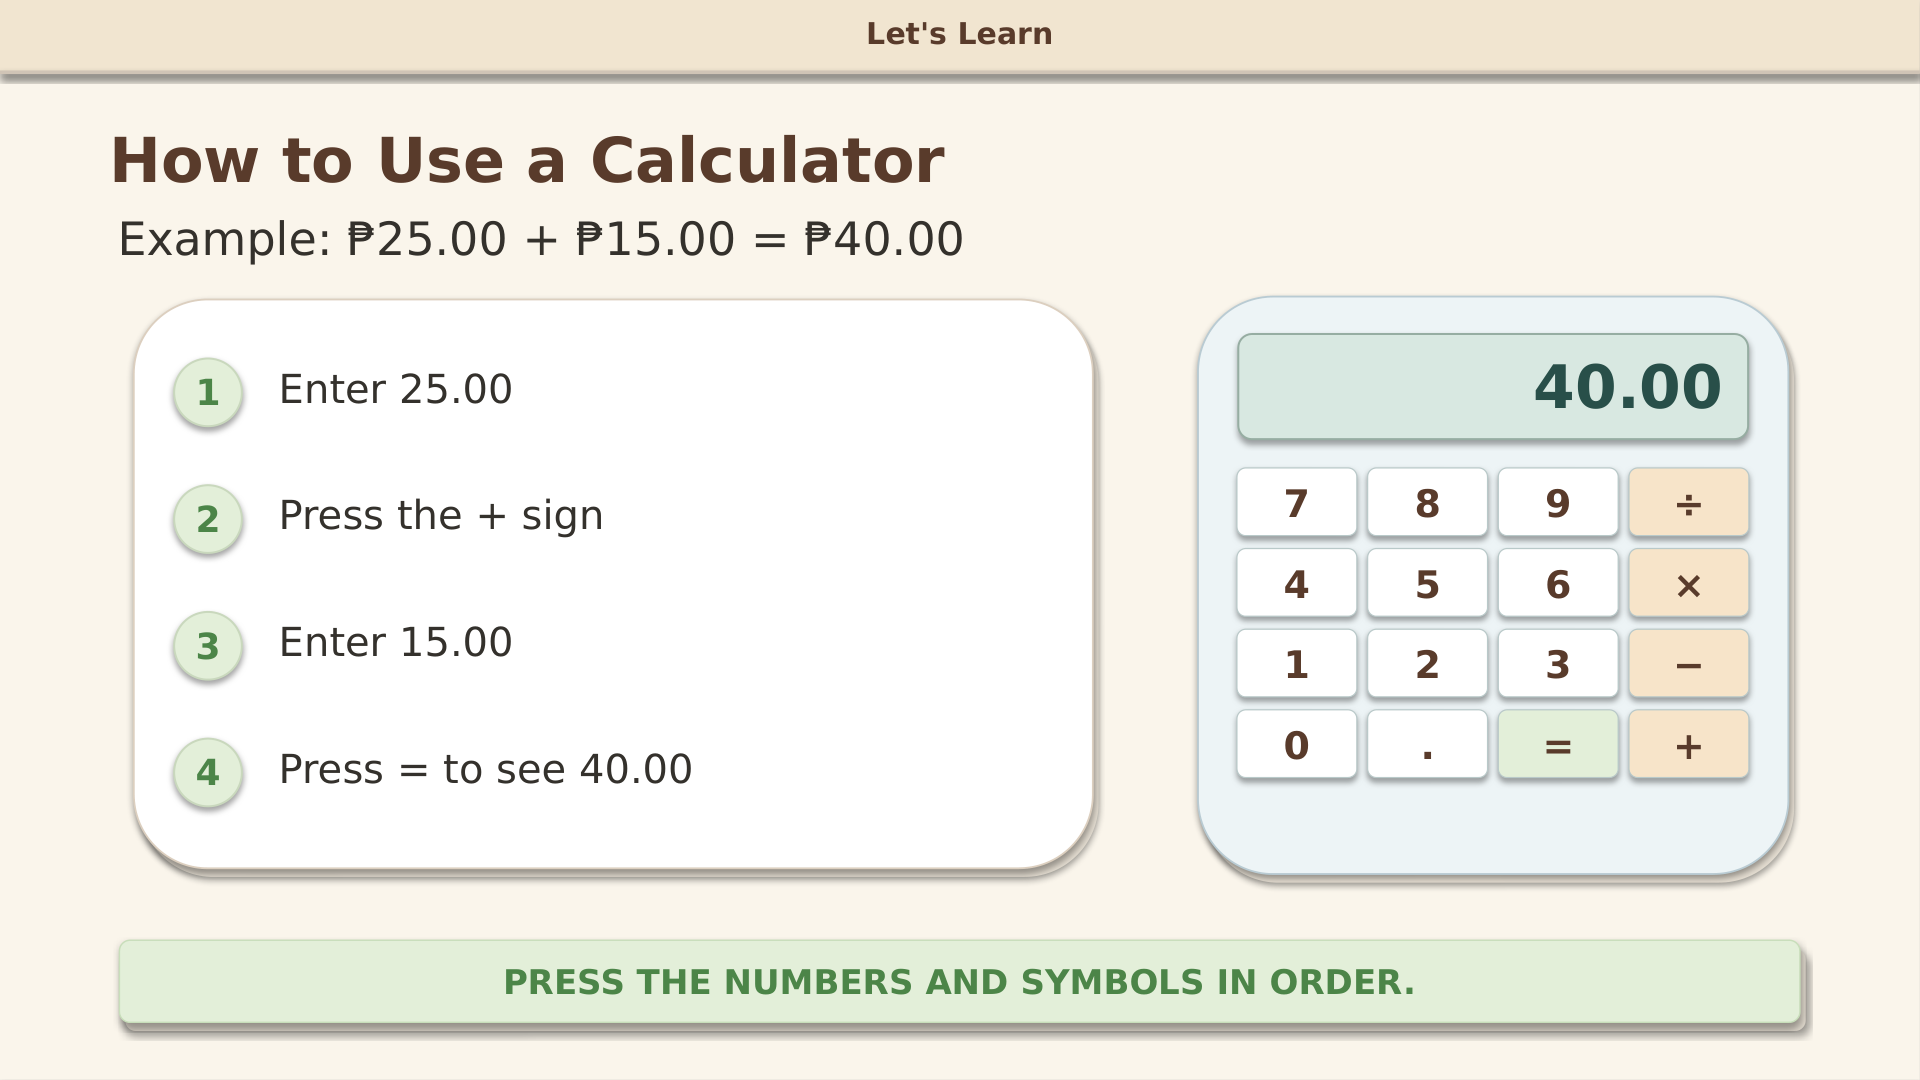 Let's Learn
How to Use a Calculator
Example: ₱25.00 + ₱15.00 = ₱40.00
1 Enter 25.00
2 Press the + sign
3 Enter 15.00
4 Press = to see 40.00
40.00
7 8 9 ÷
4 5 6 ×
1 2 3 −
0 . = +
PRESS THE NUMBERS AND SYMBOLS IN ORDER.